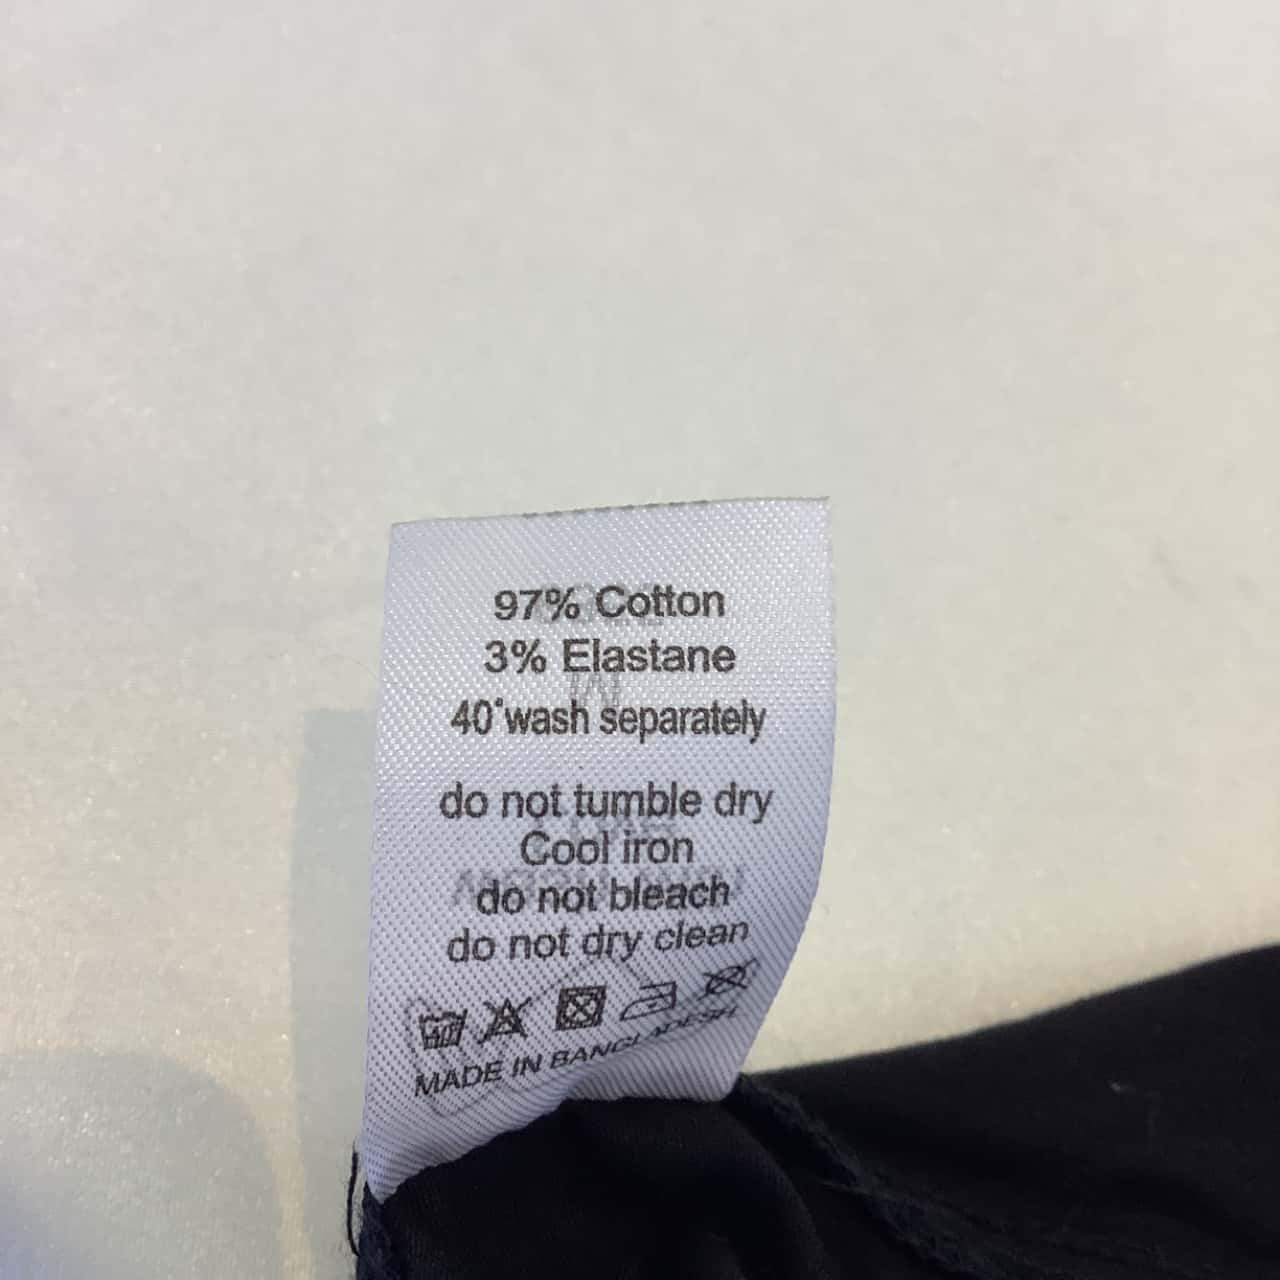 97% Cotton
3% Elastane
40°wash separately
do not tumble dry
Cool iron
do not bleach
do not dry clean
40
MADE IN BANGLADESH